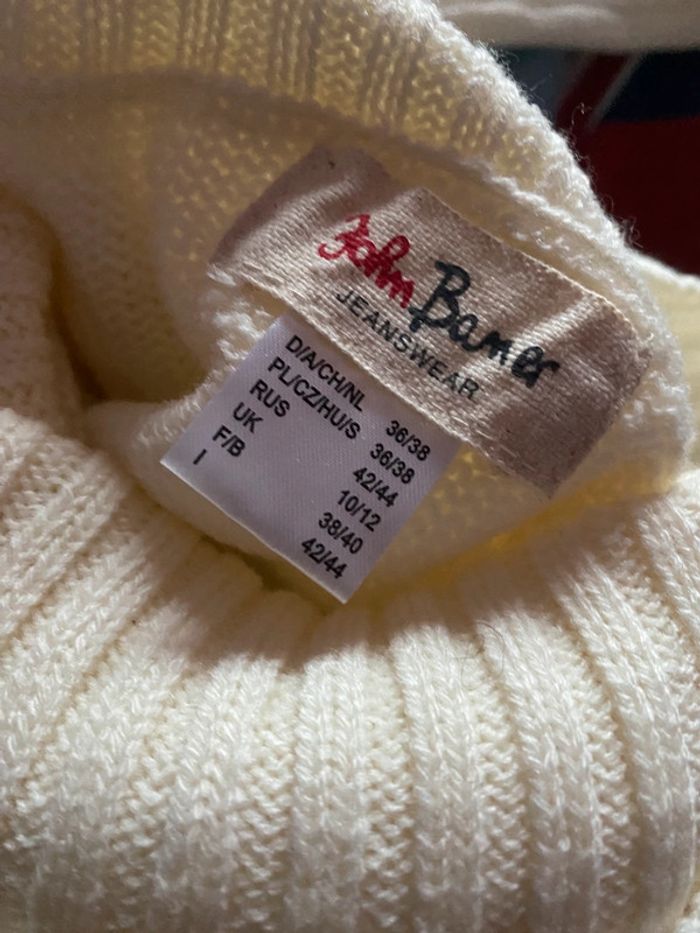 John Baner
JEANSWEAR
D/A/CH/NL 36/38
PL/CZ/HU/S 36/38
RUS 42/44
UK 10/12
F/B 38/40
I 42/44